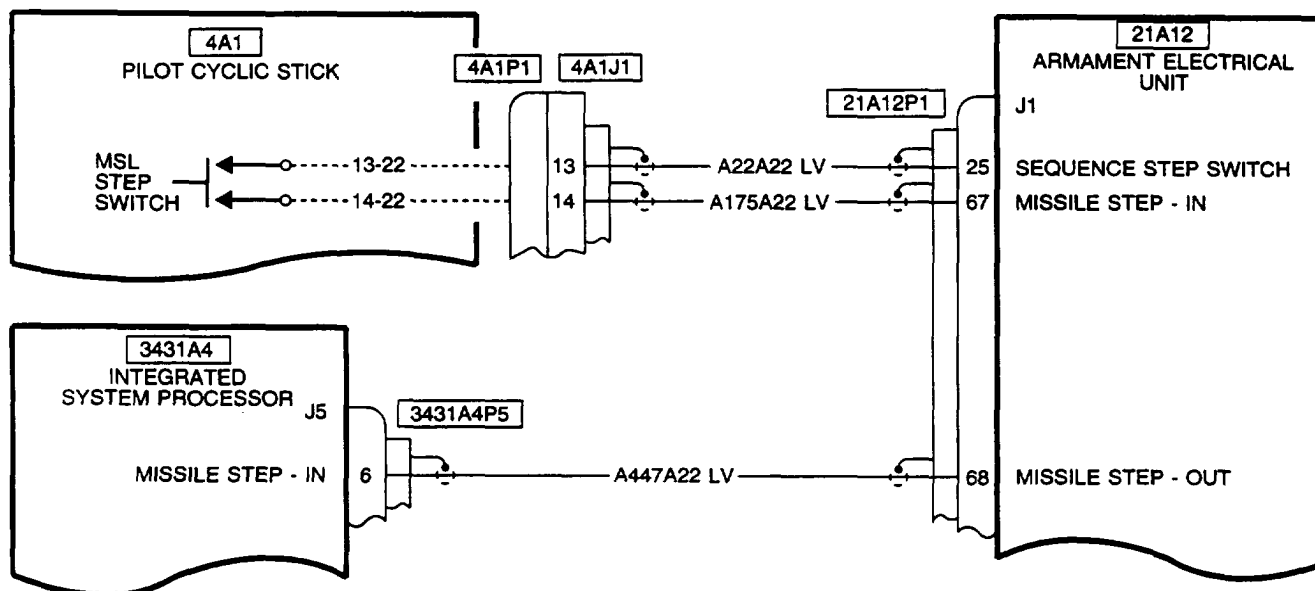 4A1
PILOT CYCLIC STICK
4A1P1
4A1J1
21A12
ARMAMENT ELECTRICAL
UNIT
21A12P1
J1
MSL
STEP
SWITCH
13-22
13
A22A22 LV
25
SEQUENCE STEP SWITCH
14-22
14
A175A22 LV
67
MISSILE STEP - IN
3431A4
INTEGRATED
SYSTEM PROCESSOR
J5
3431A4P5
MISSILE STEP - IN
6
A447A22 LV
68
MISSILE STEP - OUT